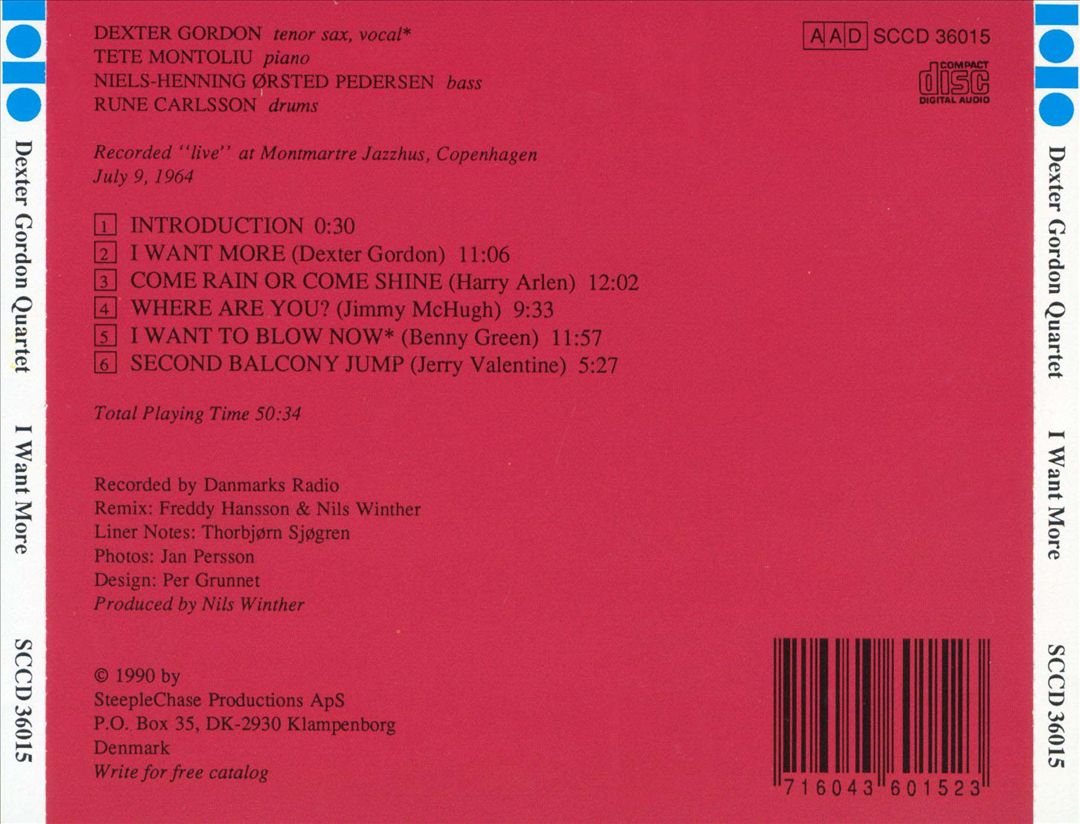 DEXTER GORDON tenor sax, vocal*
TETE MONTOLIU piano
NIELS-HENNING ØRSTED PEDERSEN bass
RUNE CARLSSON drums
AAD SCCD 36015
COMPACT
disc
DIGITAL AUDIO
Recorded "live" at Montmartre Jazzhus, Copenhagen
July 9, 1964
1 INTRODUCTION 0:30
2 I WANT MORE (Dexter Gordon) 11:06
3 COME RAIN OR COME SHINE (Harry Arlen) 12:02
4 WHERE ARE YOU? (Jimmy McHugh) 9:33
5 I WANT TO BLOW NOW* (Benny Green) 11:57
6 SECOND BALCONY JUMP (Jerry Valentine) 5:27
Total Playing Time 50:34
Recorded by Danmarks Radio
Remix: Freddy Hansson & Nils Winther
Liner Notes: Thorbjørn Sjøgren
Photos: Jan Persson
Design: Per Grunnet
Produced by Nils Winther
© 1990 by
SteepleChase Productions ApS
P.O. Box 35, DK-2930 Klampenborg
Denmark
Write for free catalog
716043 601523
Dexter Gordon Quartet I Want More SCCD 36015
Dexter Gordon Quartet I Want More SCCD 36015